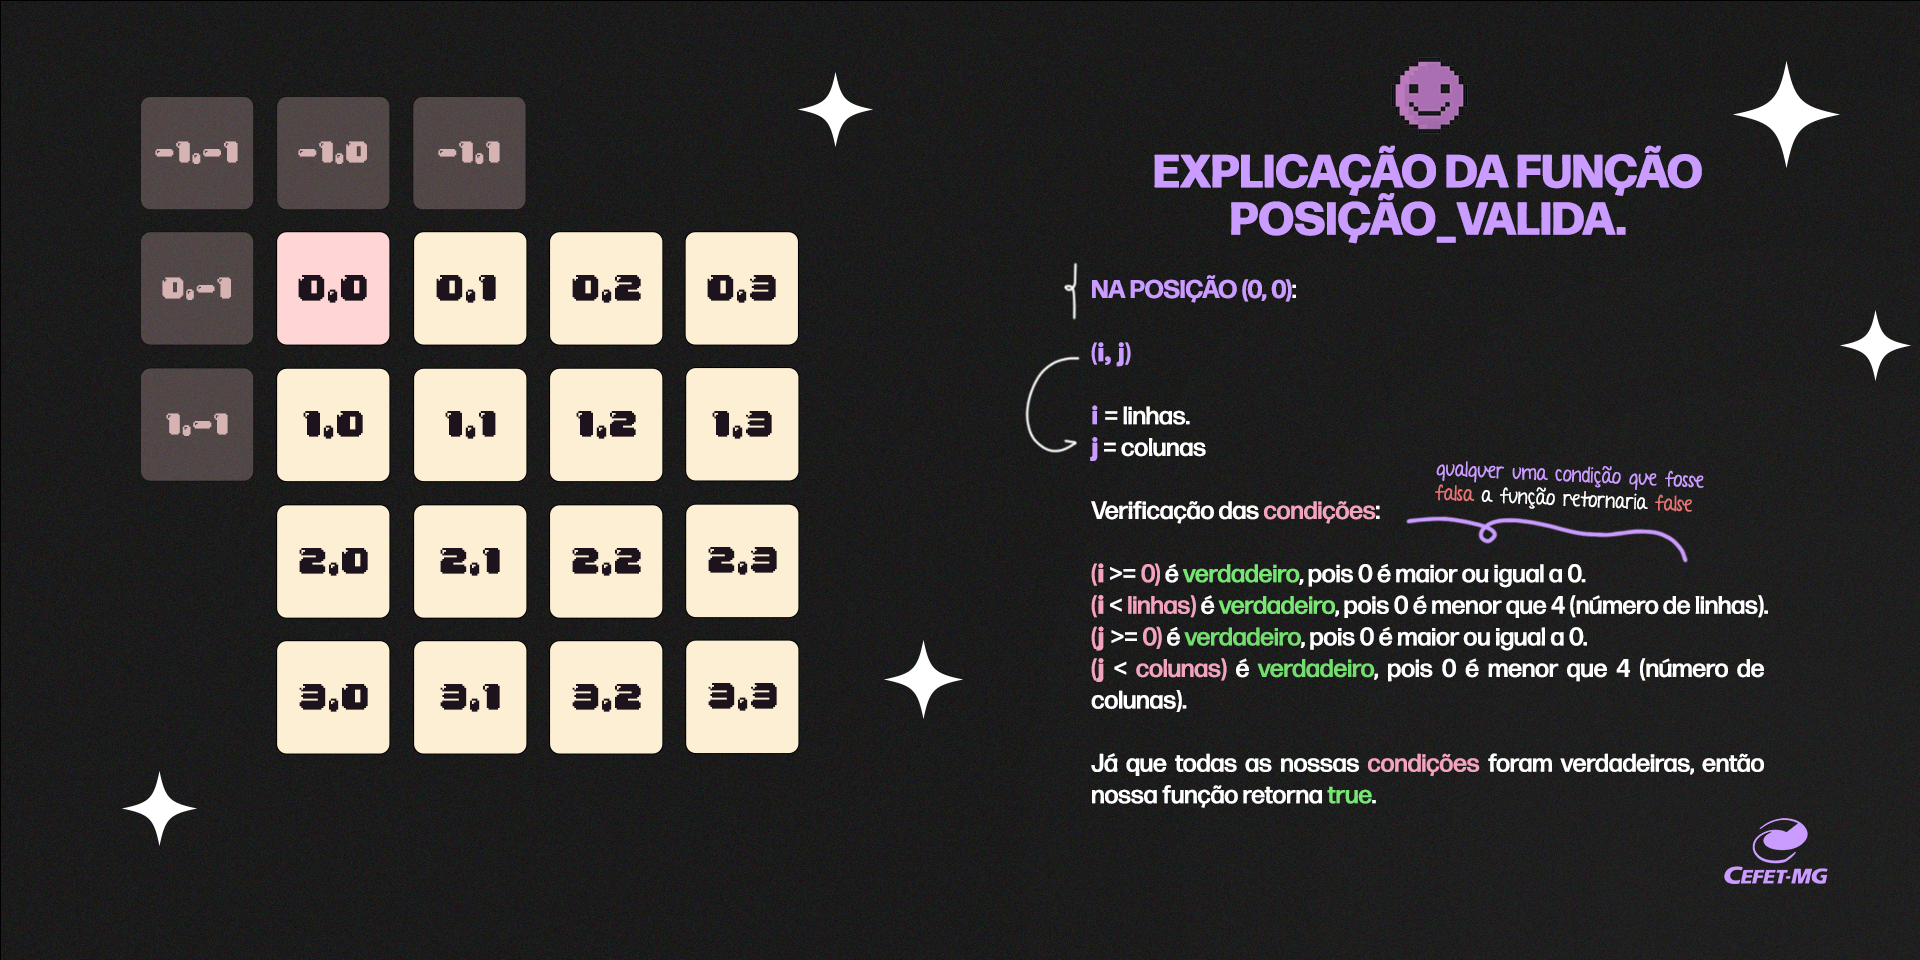 -1,-1 -1,0 -1,1
0,-1 0,0 0,1 0,2 0,3
1,-1 1,0 1,1 1,2 1,3
2,0 2,1 2,2 2,3
3,0 3,1 3,2 3,3
EXPLICAÇÃO DA FUNÇÃO
POSIÇÃO_VALIDA.
NA POSIÇÃO (0, 0):
(i, j)
i = linhas.
j = colunas
qualquer uma condição que fosse
falsa a função retornaria false
Verificação das condições:
(i >= 0) é verdadeiro, pois 0 é maior ou igual a 0.
(i < linhas) é verdadeiro, pois 0 é menor que 4 (número de linhas).
(j >= 0) é verdadeiro, pois 0 é maior ou igual a 0.
(j < colunas) é verdadeiro, pois 0 é menor que 4 (número de
colunas).
Já que todas as nossas condições foram verdadeiras, então
nossa função retorna true.
CEFET-MG